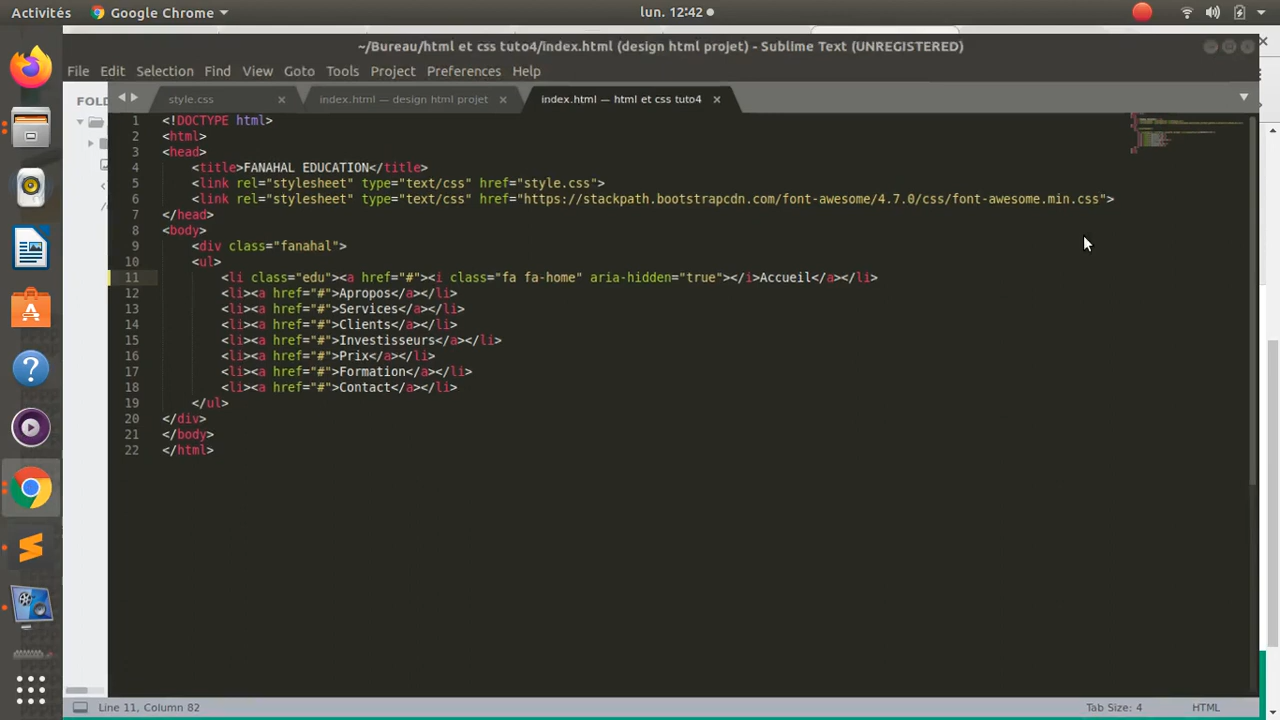 Activités Google Chrome lun. 12:42
~/Bureau/html et css tuto4/index.html (design html projet) - Sublime Text (UNREGISTERED)
File Edit Selection Find View Goto Tools Project Preferences Help
FOLD
style.css index.html — design html projet index.html — html et css tuto4
1 <!DOCTYPE html>
2 <html>
3 <head>
4 <title>FANAHAL EDUCATION</title>
5 <link rel="stylesheet" type="text/css" href="style.css">
6 <link rel="stylesheet" type="text/css" href="https://stackpath.bootstrapcdn.com/font-awesome/4.7.0/css/font-awesome.min.css">
7 </head>
8 <body>
9 <div class="fanahal">
10 <ul>
11 <li class="edu"><a href="#"><i class="fa fa-home" aria-hidden="true"></i>Accueil</a></li>
12 <li><a href="#">Apropos</a></li>
13 <li><a href="#">Services</a></li>
14 <li><a href="#">Clients</a></li>
15 <li><a href="#">Investisseurs</a></li>
16 <li><a href="#">Prix</a></li>
17 <li><a href="#">Formation</a></li>
18 <li><a href="#">Contact</a></li>
19 </ul>
20 </div>
21 </body>
22 </html>
Line 11, Column 82 Tab Size: 4 HTML